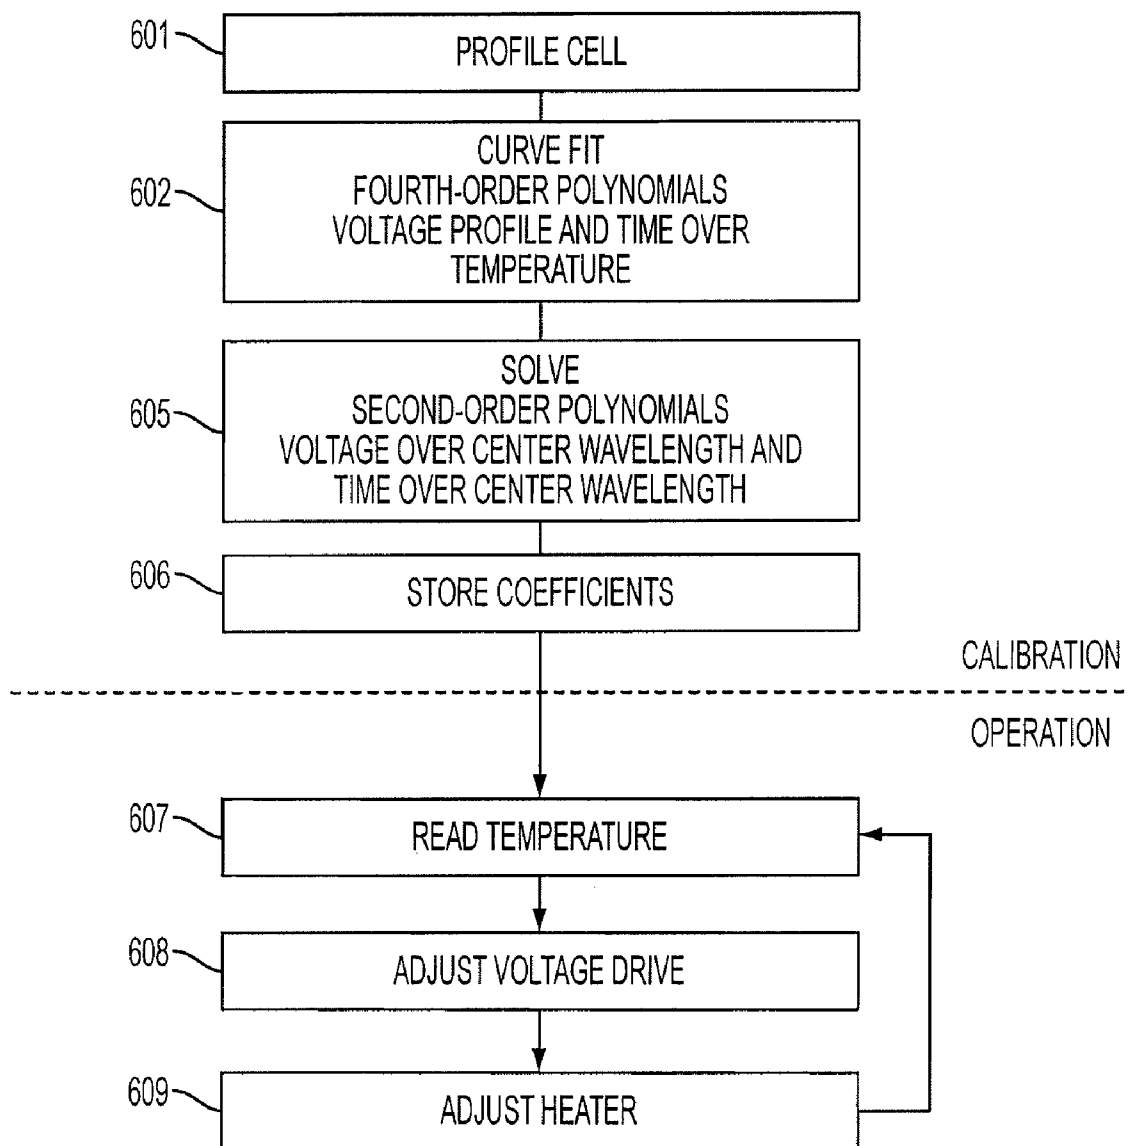 601
PROFILE CELL
602
CURVE FIT
FOURTH-ORDER POLYNOMIALS
VOLTAGE PROFILE AND TIME OVER
TEMPERATURE
605
SOLVE
SECOND-ORDER POLYNOMIALS
VOLTAGE OVER CENTER WAVELENGTH AND
TIME OVER CENTER WAVELENGTH
606
STORE COEFFICIENTS
CALIBRATION
OPERATION
607
READ TEMPERATURE
608
ADJUST VOLTAGE DRIVE
609
ADJUST HEATER